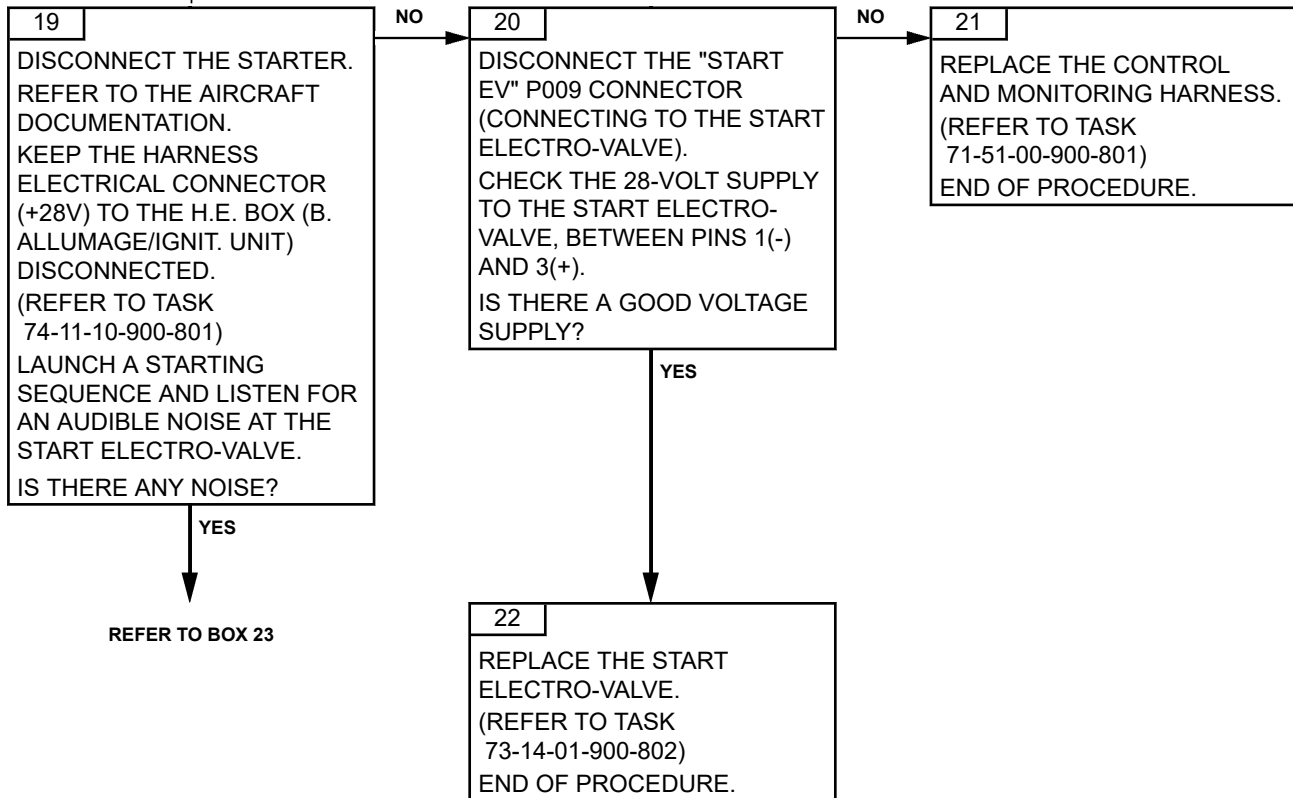 19
DISCONNECT THE STARTER.
REFER TO THE AIRCRAFT
DOCUMENTATION.
KEEP THE HARNESS
ELECTRICAL CONNECTOR
(+28V) TO THE H.E. BOX (B.
ALLUMAGE/IGNIT. UNIT)
DISCONNECTED.
(REFER TO TASK
74-11-10-900-801)
LAUNCH A STARTING
SEQUENCE AND LISTEN FOR
AN AUDIBLE NOISE AT THE
START ELECTRO-VALVE.
IS THERE ANY NOISE?
YES
REFER TO BOX 23
NO
20
DISCONNECT THE "START
EV" P009 CONNECTOR
(CONNECTING TO THE START
ELECTRO-VALVE).
CHECK THE 28-VOLT SUPPLY
TO THE START ELECTRO-
VALVE, BETWEEN PINS 1(-)
AND 3(+).
IS THERE A GOOD VOLTAGE
SUPPLY?
YES
NO
21
REPLACE THE CONTROL
AND MONITORING HARNESS.
(REFER TO TASK
71-51-00-900-801)
END OF PROCEDURE.
22
REPLACE THE START
ELECTRO-VALVE.
(REFER TO TASK
73-14-01-900-802)
END OF PROCEDURE.